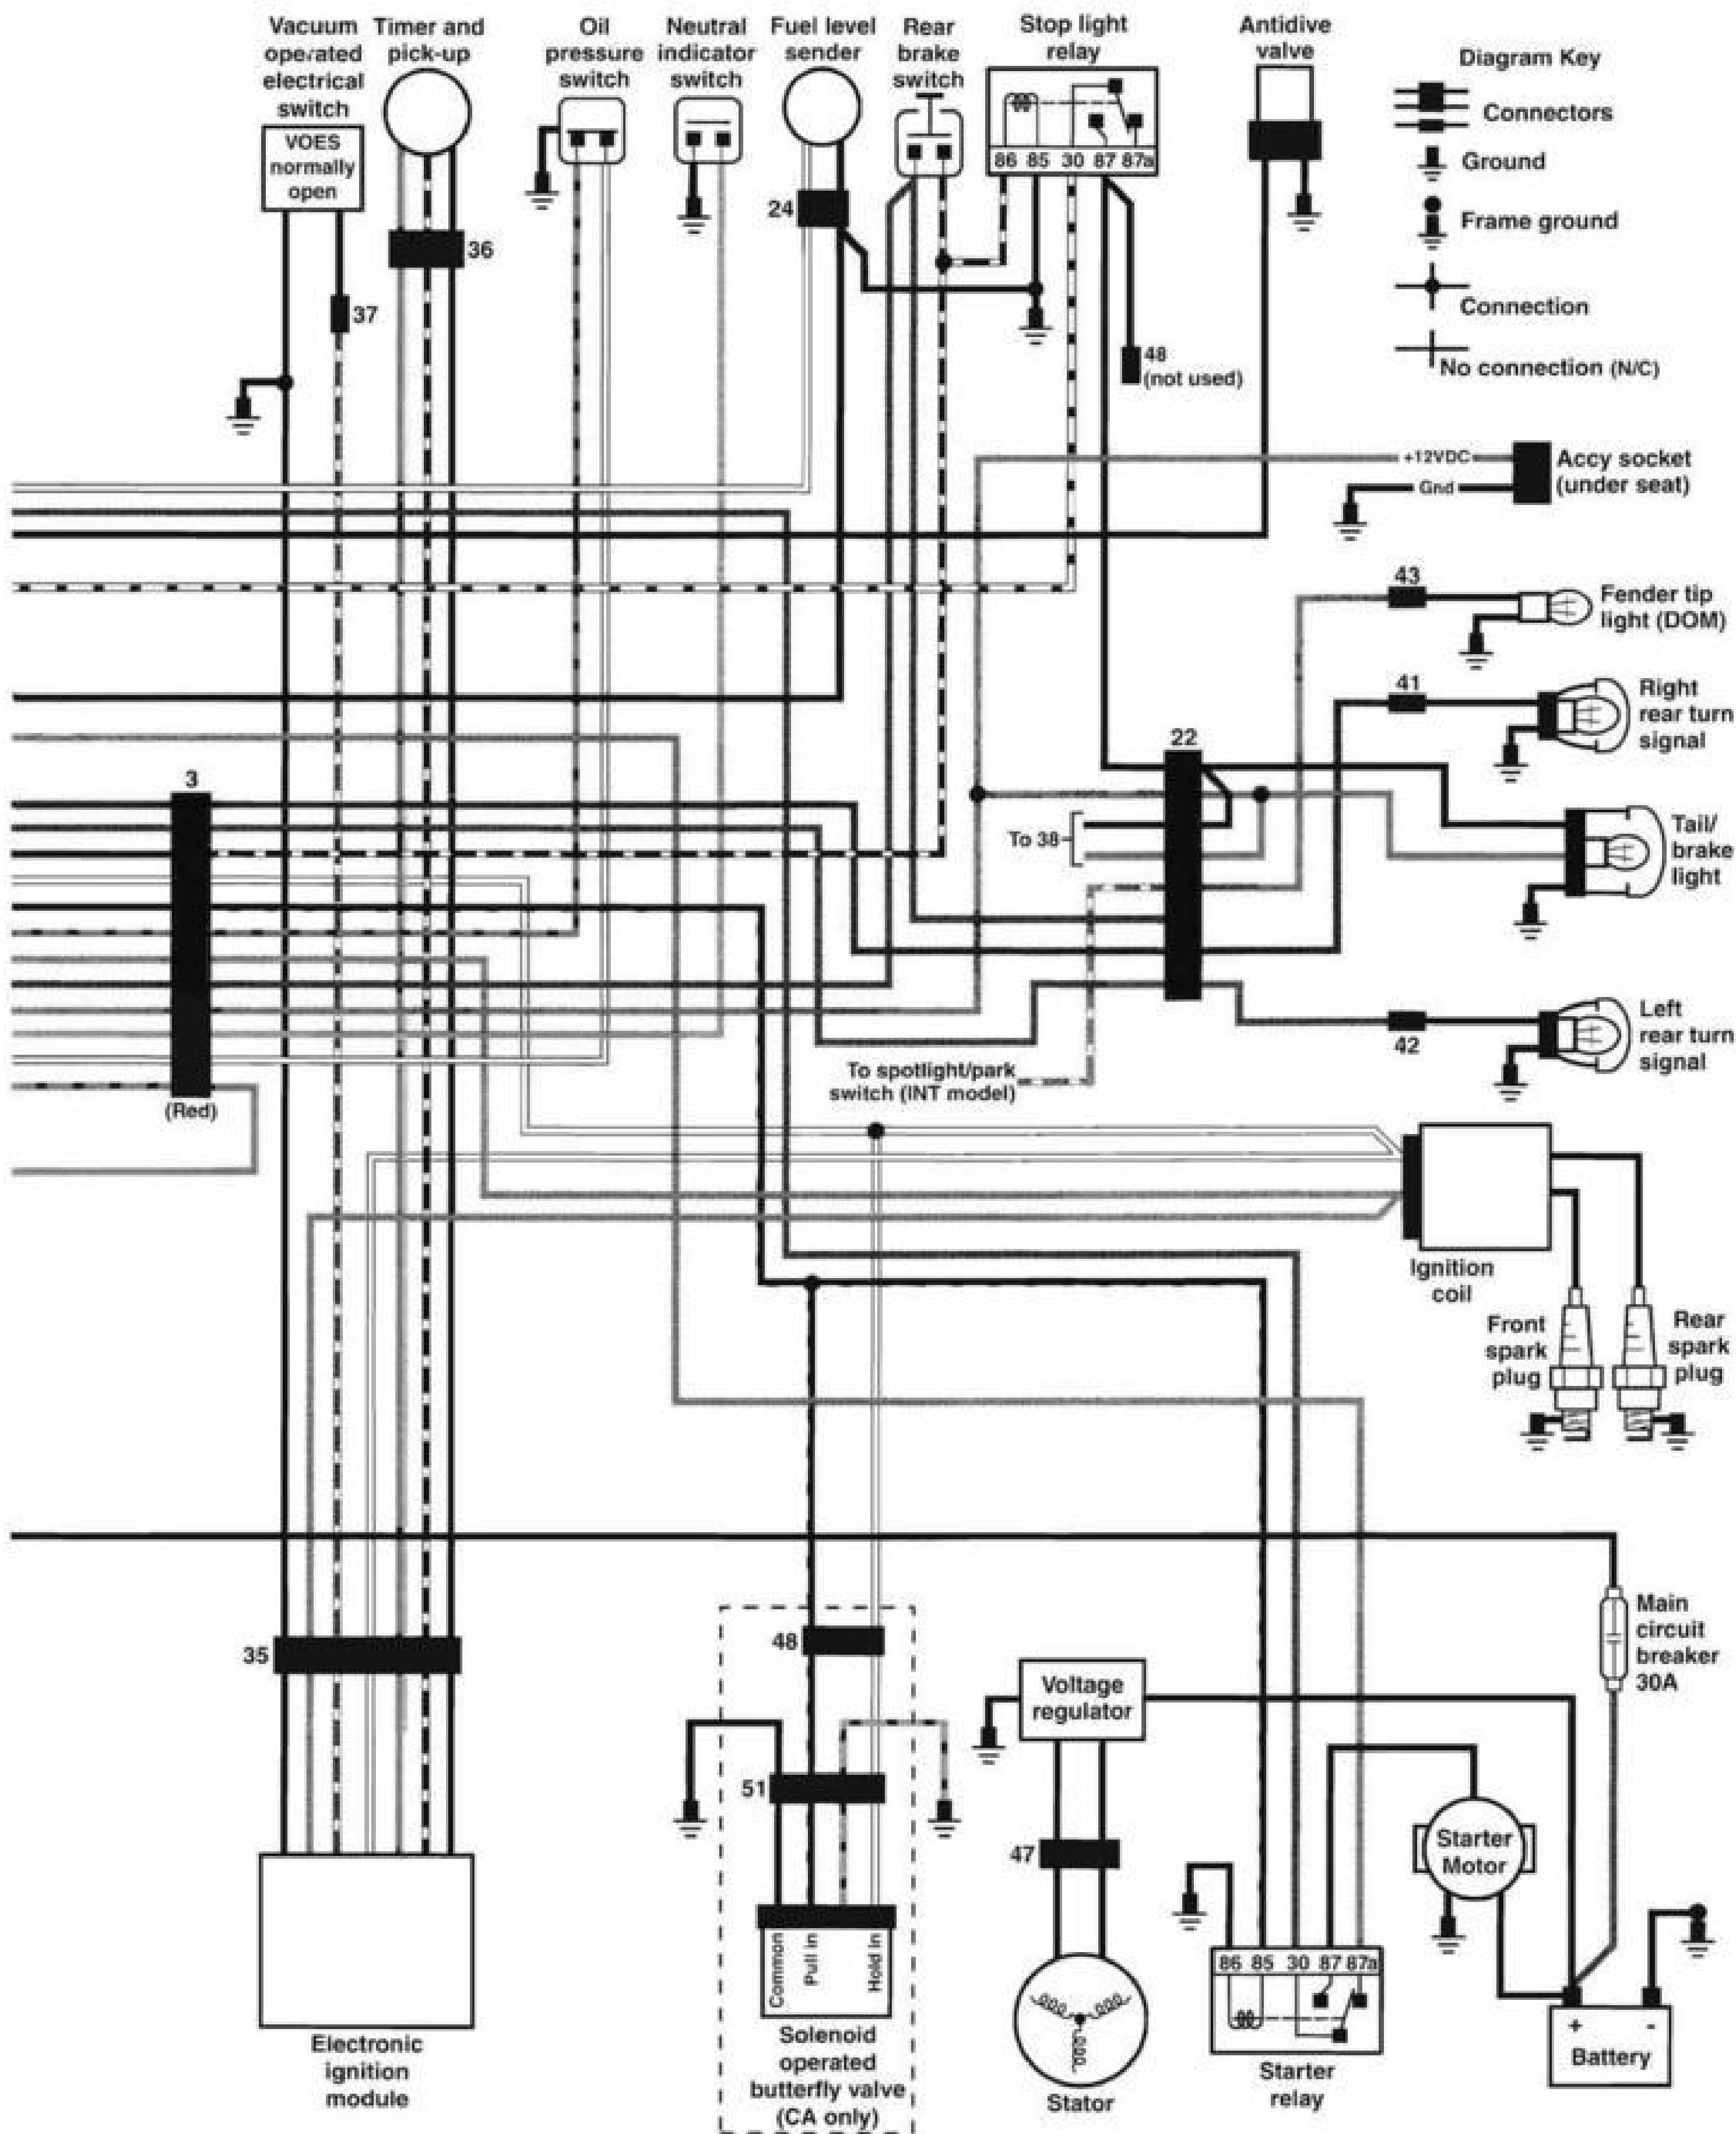 Vacuum
operated
electrical
switch
Timer and
pick-up
Oil
pressure
switch
Neutral
indicator
switch
Fuel level
sender
Rear
brake
switch
Stop light
relay
Antidive
valve
Diagram Key
Connectors
Ground
Frame ground
Connection
No connection (N/C)
VOES
normally
open
86 85 30 87 87a
24
36
37
48
(not used)
+12VDC
Gnd
Accy socket
(under seat)
43
Fender tip
light (DOM)
41
Right
rear turn
signal
22
3
To 38
Tail/
brake
light
Left
rear turn
signal
42
To spotlight/park
switch (INT model)
(Red)
Ignition
coil
Front
spark
plug
Rear
spark
plug
Main
circuit
breaker
30A
35
48
Voltage
regulator
51
47
Starter
Motor
86 85 30 87 87a
Common
Pull in
Hold in
+ -
Battery
Electronic
ignition
module
Solenoid
operated
butterfly valve
(CA only)
Stator
Starter
relay